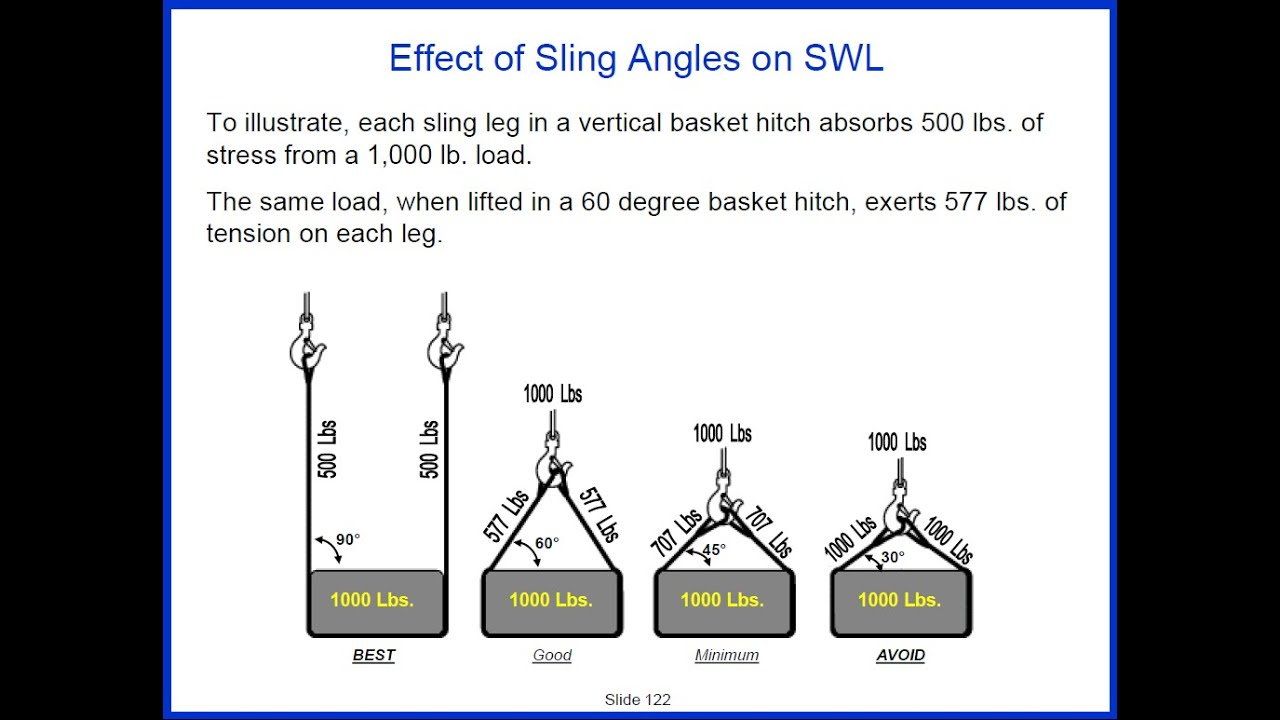 Effect of Sling Angles on SWL
To illustrate, each sling leg in a vertical basket hitch absorbs 500 lbs. of
stress from a 1,000 lb. load.
The same load, when lifted in a 60 degree basket hitch, exerts 577 lbs. of
tension on each leg.
500 Lbs
500 Lbs
90°
1000 Lbs.
BEST
1000 Lbs
577 Lbs
577 Lbs
60°
1000 Lbs.
Good
1000 Lbs
707 Lbs
707 Lbs
45°
1000 Lbs.
Minimum
1000 Lbs
1000 Lbs
1000 Lbs
30°
1000 Lbs.
AVOID
Slide 122